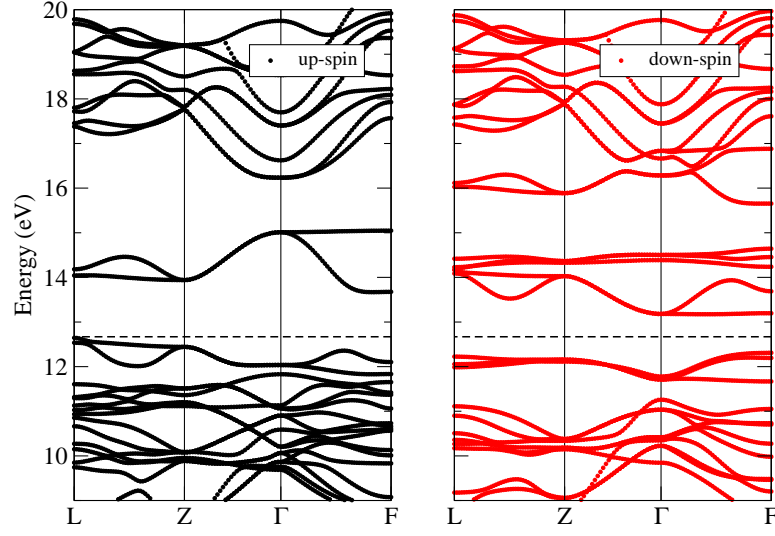 20
18
16
14
12
10
Energy (eV)
up-spin
down-spin
L
Z
Γ
F
L
Z
Γ
F